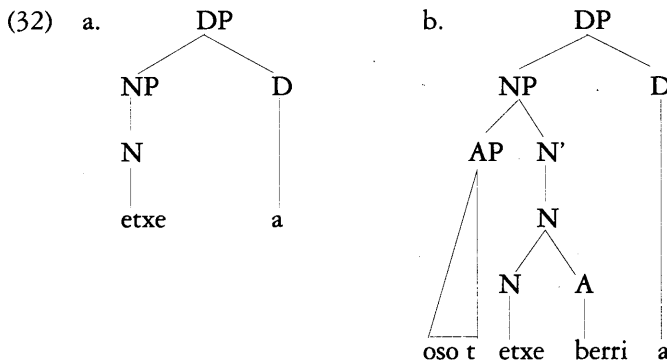 (32) a. DP b. DP
NP D NP D
N AP N'
etxe a N
N A
oso t etxe berri a